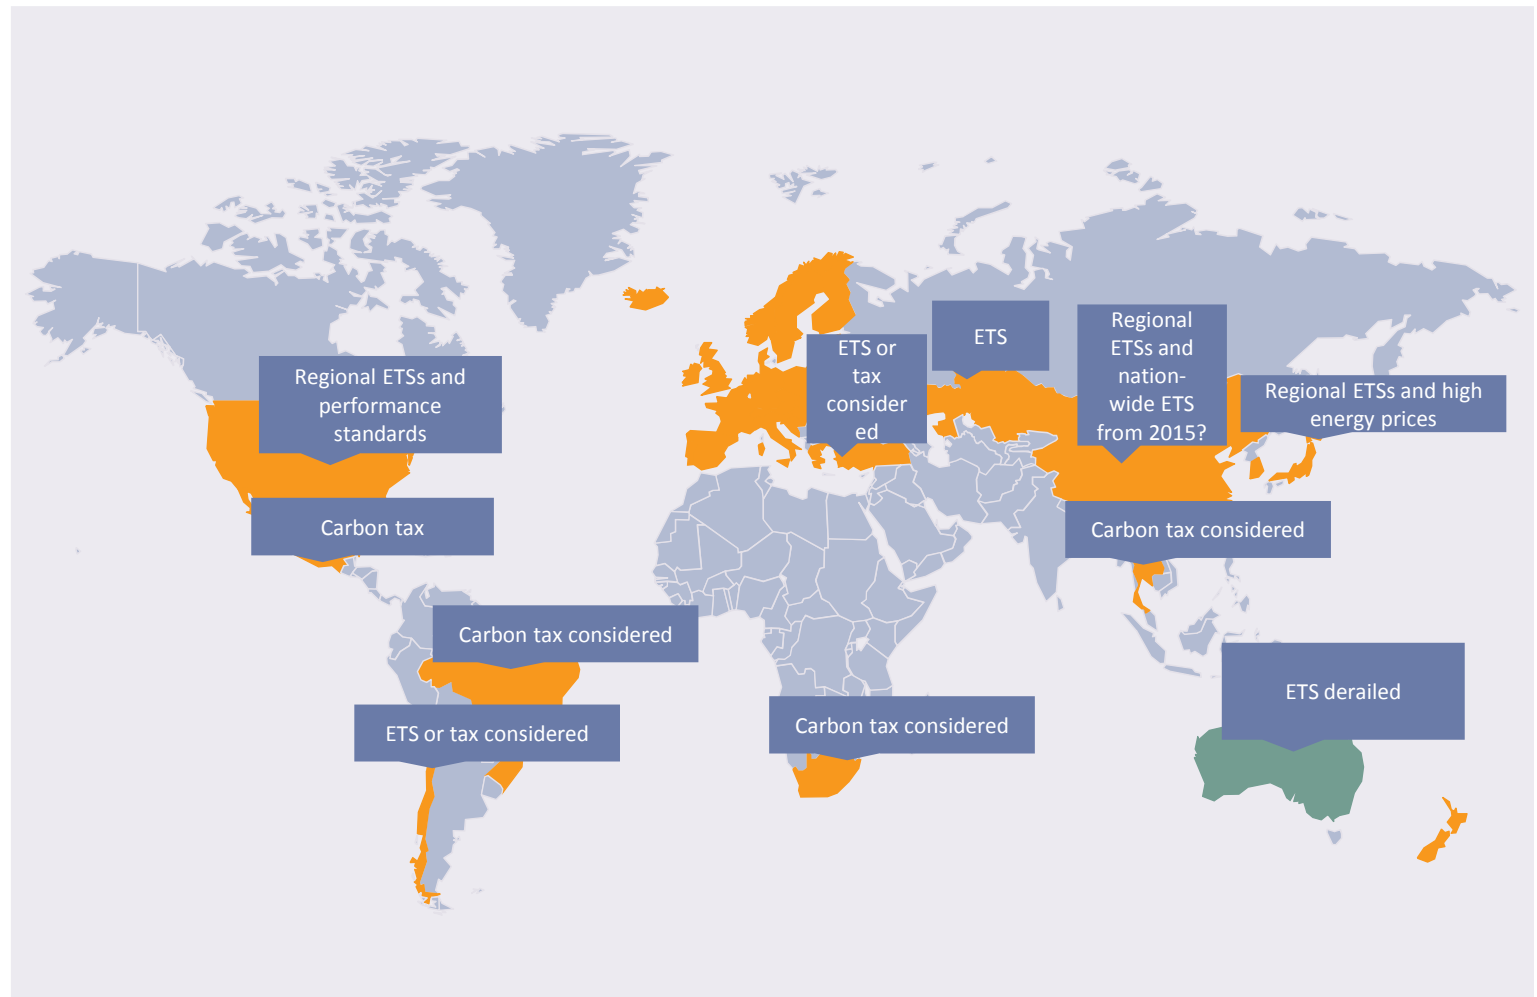 ETS
Regional
ETSs and
nation-
wide ETS
from 2015?
ETS or
tax
consider
ed
Regional ETSs and
performance
standards
Regional ETSs and high
energy prices
Carbon tax
Carbon tax considered
Carbon tax considered
ETS derailed
ETS or tax considered
Carbon tax considered